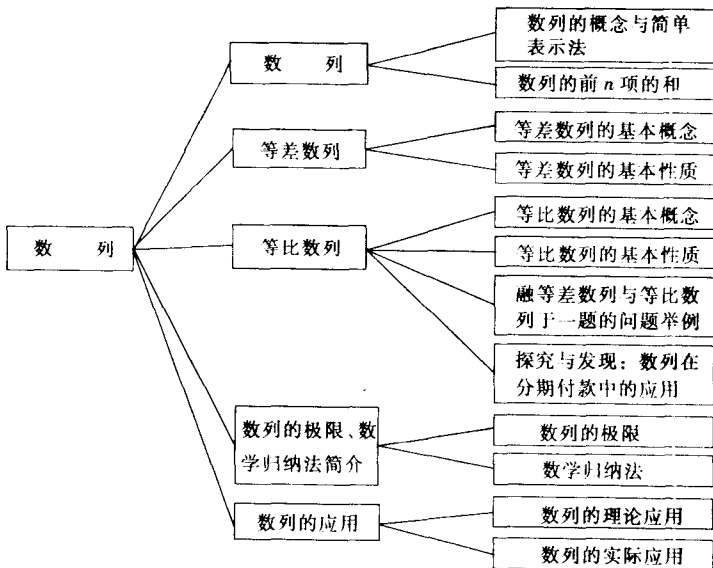 数列的概念与简单
表示法
数 列
数列的前 n 项的和
等差数列的基本概念
等差数列
等差数列的基本性质
等比数列的基本概念
数 列
等比数列
等比数列的基本性质
融等差数列与等比数
列于一题的问题举例
探究与发现：数列在
分期付款中的应用
数列的极限、数
学归纳法简介
数列的极限
数学归纳法
数列的应用
数列的理论应用
数列的实际应用